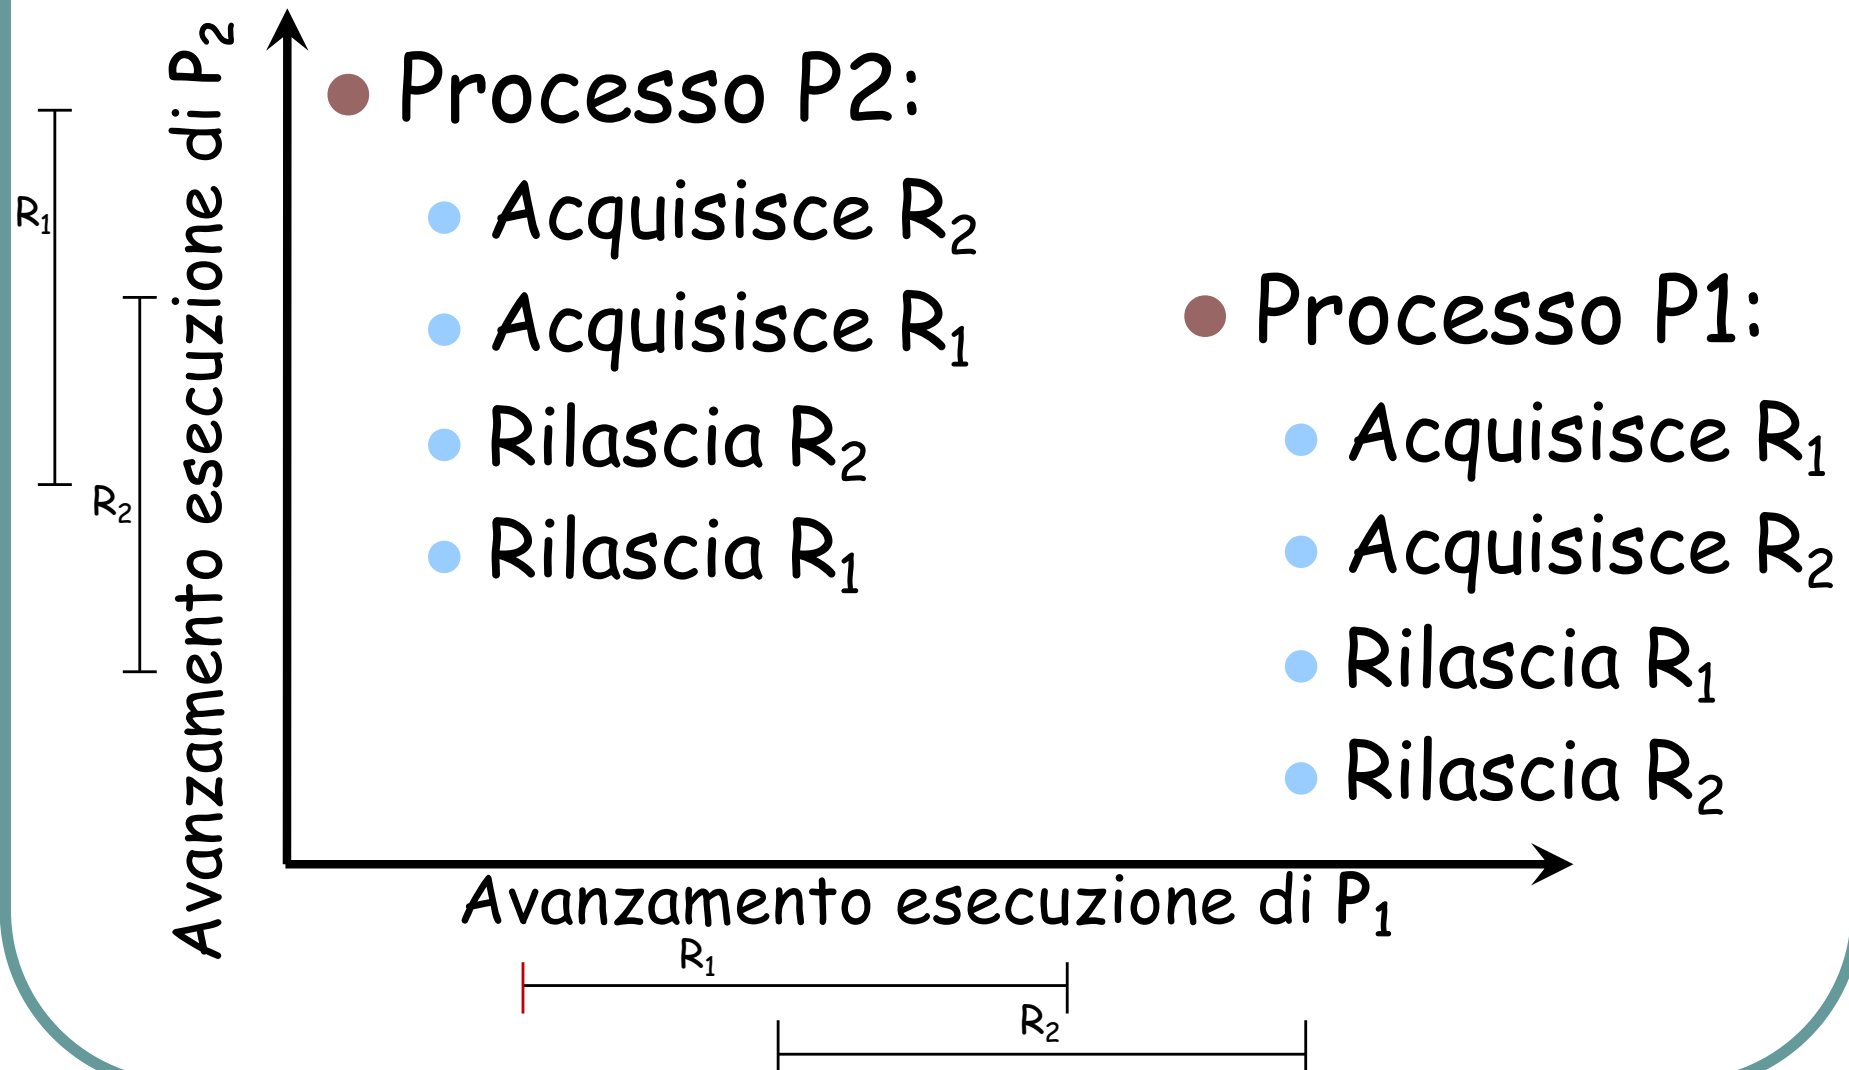 Avanzamento esecuzione di P₂
R₁
R₂
Processo P2:
Acquisisce R₂
Acquisisce R₁
Rilascia R₂
Rilascia R₁
Processo P1:
Acquisisce R₁
Acquisisce R₂
Rilascia R₁
Rilascia R₂
Avanzamento esecuzione di P₁
R₁
R₂